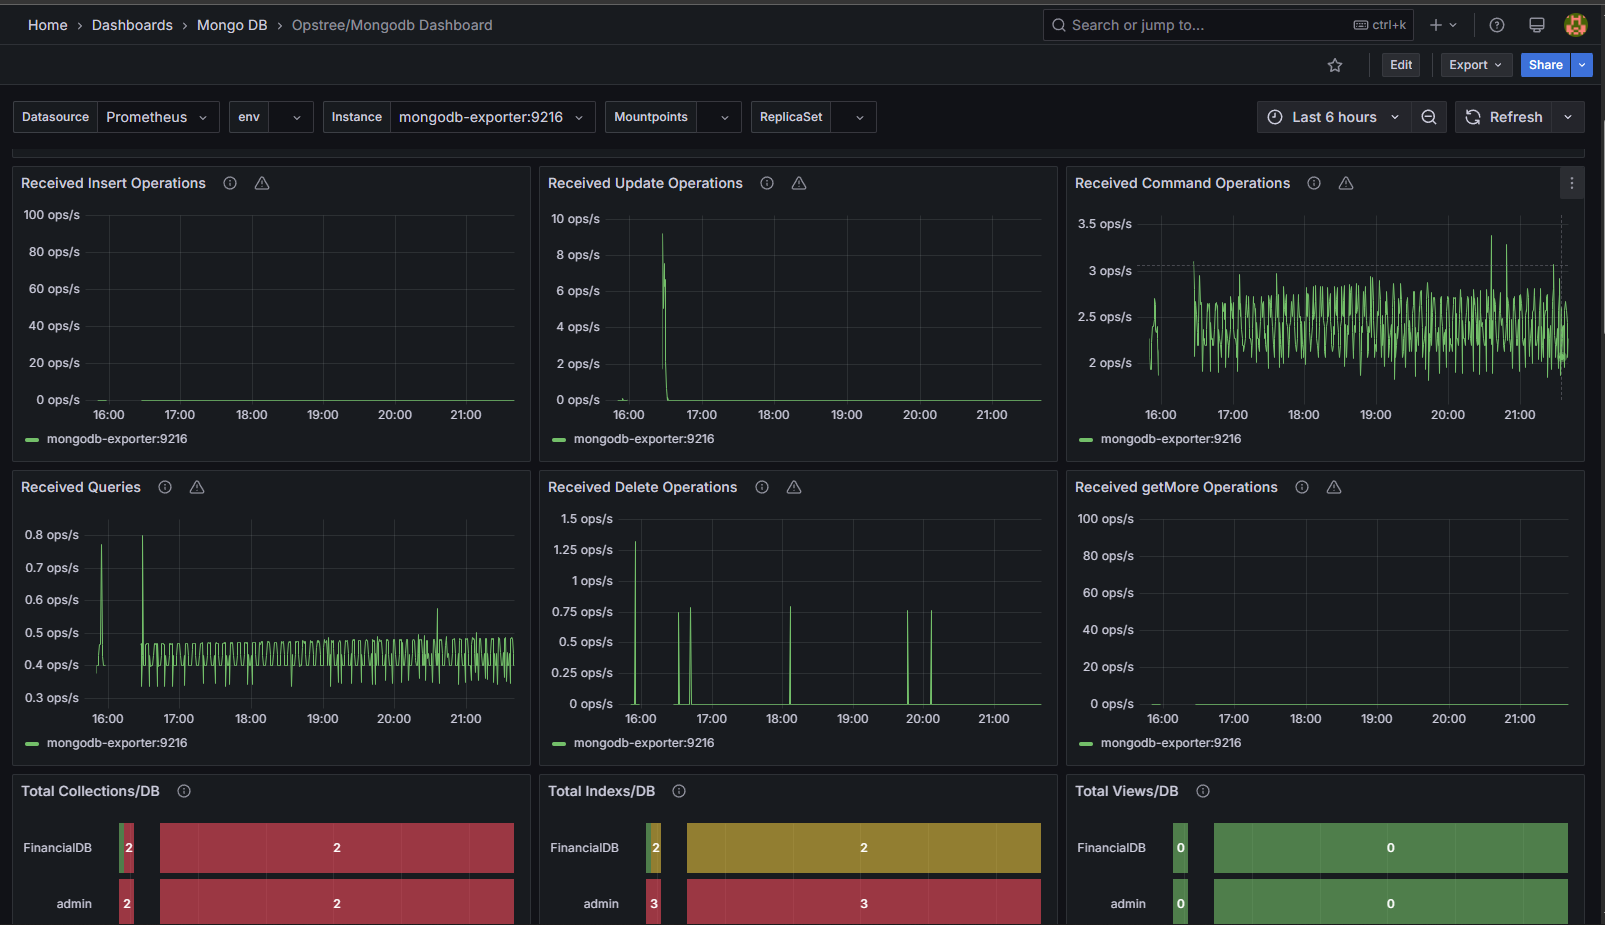 Home › Dashboards › Mongo DB › Opstree/Mongodb Dashboard
Search or jump to... ctrl+k
Edit Export Share
Datasource Prometheus env Instance mongodb-exporter:9216 Mountpoints ReplicaSet Last 6 hours Refresh
Received Insert Operations
100 ops/s
80 ops/s
60 ops/s
40 ops/s
20 ops/s
0 ops/s
16:00 17:00 18:00 19:00 20:00 21:00
mongodb-exporter:9216
Received Update Operations
10 ops/s
8 ops/s
6 ops/s
4 ops/s
2 ops/s
0 ops/s
16:00 17:00 18:00 19:00 20:00 21:00
mongodb-exporter:9216
Received Command Operations
3.5 ops/s
3 ops/s
2.5 ops/s
2 ops/s
16:00 17:00 18:00 19:00 20:00 21:00
mongodb-exporter:9216
Received Queries
0.8 ops/s
0.7 ops/s
0.6 ops/s
0.5 ops/s
0.4 ops/s
0.3 ops/s
16:00 17:00 18:00 19:00 20:00 21:00
mongodb-exporter:9216
Received Delete Operations
1.5 ops/s
1.25 ops/s
1 ops/s
0.75 ops/s
0.5 ops/s
0.25 ops/s
0 ops/s
16:00 17:00 18:00 19:00 20:00 21:00
mongodb-exporter:9216
Received getMore Operations
100 ops/s
80 ops/s
60 ops/s
40 ops/s
20 ops/s
0 ops/s
16:00 17:00 18:00 19:00 20:00 21:00
mongodb-exporter:9216
Total Collections/DB
FinancialDB 2 2
admin 2 2
Total Indexs/DB
FinancialDB 2 2
admin 3 3
Total Views/DB
FinancialDB 0 0
admin 0 0